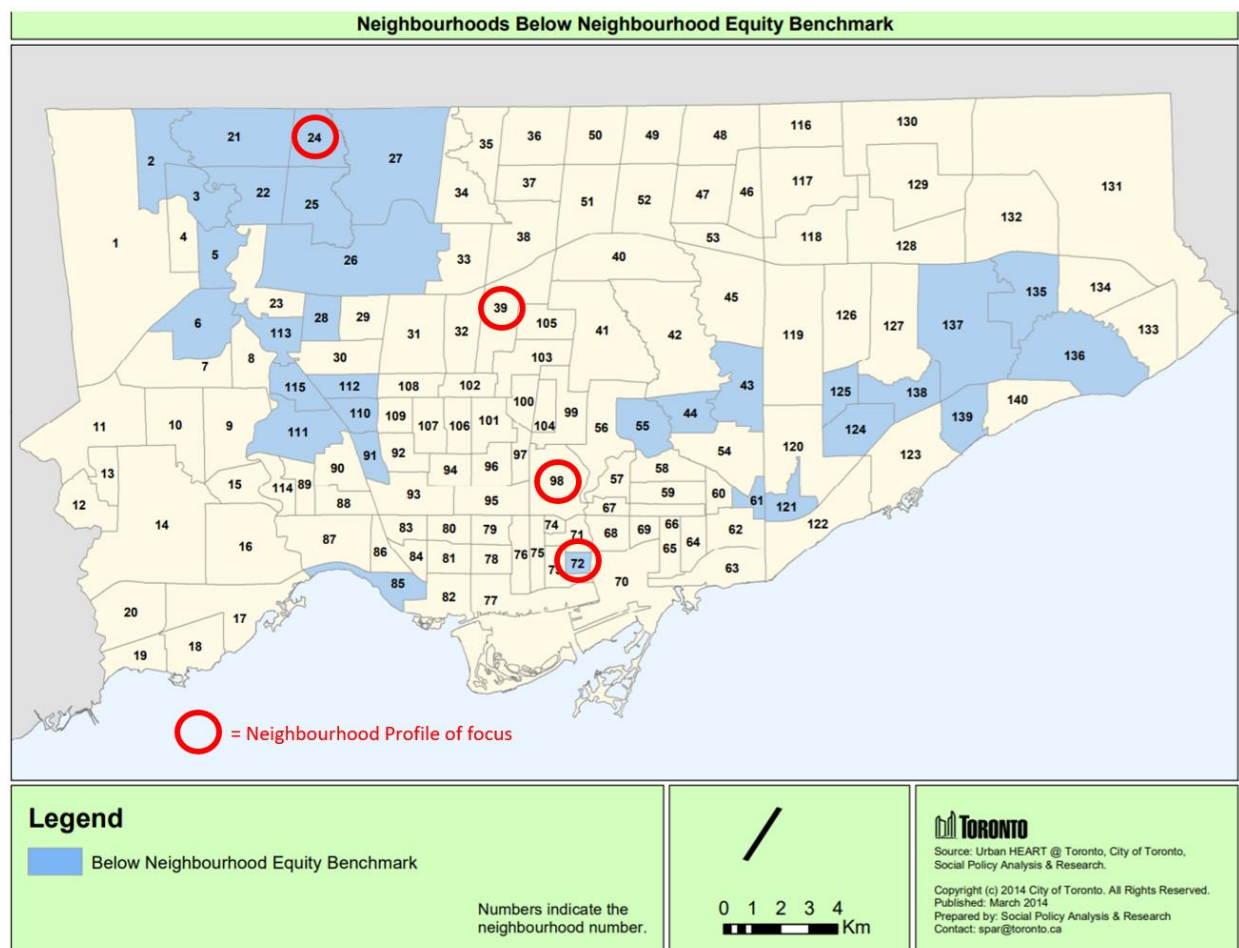 Neighbourhoods Below Neighbourhood Equity Benchmark
35 36 50 49 48 116 130
21 24 27
2
131
37 117 129
3 22 25 34 51 52 47 46
132
4 38 53 118
1 5 26 33 40 128
135 134
23 39 45
6 113 28 29 31 32 105 41 42 119 126 127 137 133
7 8 30 103 136
115 112 108 102 43 125 138 140
11 10 9 110 109 107 106 101 100 104 99 56 55 44 139
111 91 92 124
13 90 94 96 97 98 57 58 54 120 123
12 15 114 89 88 93 95 59 60 61 121
67
14 16 87 83 80 79 74 71 68 69 66 62 122
86 84 81 78 76 75 73 72 65 64 63
85 70
20 82 77
17
19 18
= Neighbourhood Profile of focus
Legend
Below Neighbourhood Equity Benchmark
Numbers indicate the
neighbourhood number.
0 1 2 3 4
Km
TORONTO
Source: Urban HEART @ Toronto, City of Toronto,
Social Policy Analysis & Research.
Copyright (c) 2014 City of Toronto. All Rights Reserved.
Published: March 2014
Prepared by: Social Policy Analysis & Research
Contact: spar@toronto.ca